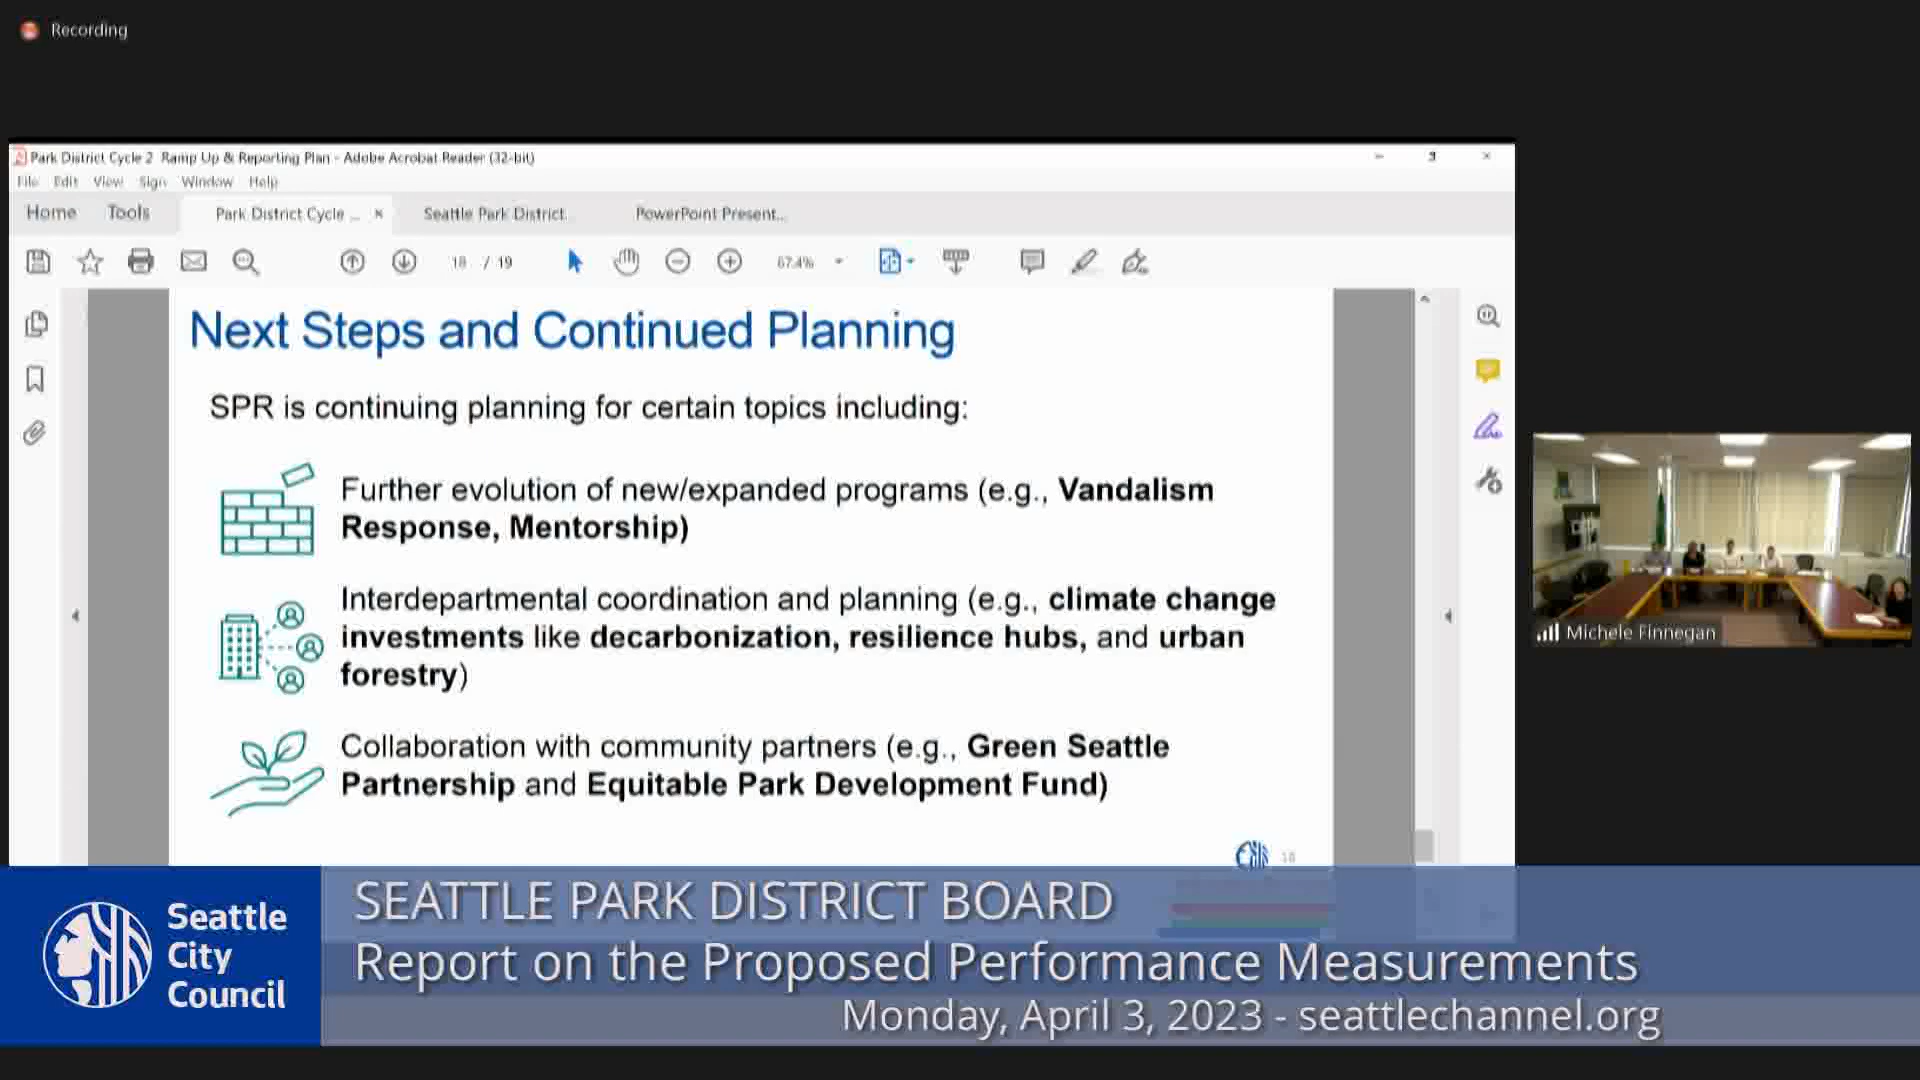 Recording
Park District Cycle 2 Ramp Up & Reporting Plan - Adobe Acrobat Reader (32-bit)
File Edit View Sign Window Help
Home Tools Park District Cycle ... × Seattle Park District PowerPoint Present...
18 / 19 67.4%
Next Steps and Continued Planning
SPR is continuing planning for certain topics including:
Further evolution of new/expanded programs (e.g., Vandalism
Response, Mentorship)
Interdepartmental coordination and planning (e.g., climate change
investments like decarbonization, resilience hubs, and urban
forestry)
Collaboration with community partners (e.g., Green Seattle
Partnership and Equitable Park Development Fund)
18
Michele Finnegan
Seattle
City
Council
SEATTLE PARK DISTRICT BOARD
Report on the Proposed Performance Measurements
Monday, April 3, 2023 - seattlechannel.org